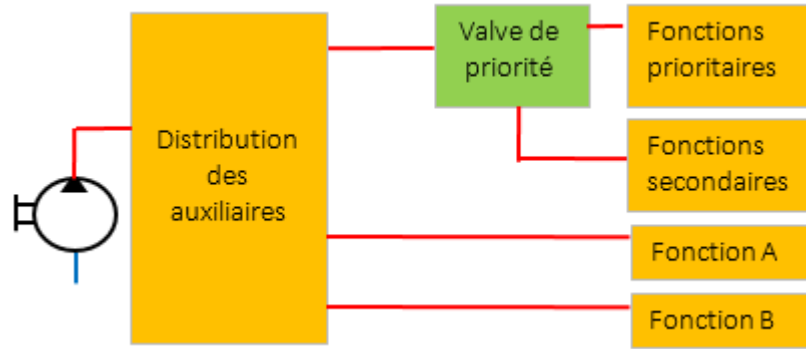 Distribution
des
auxiliaires
Valve de
priorité
Fonctions
prioritaires
Fonctions
secondaires
Fonction A
Fonction B